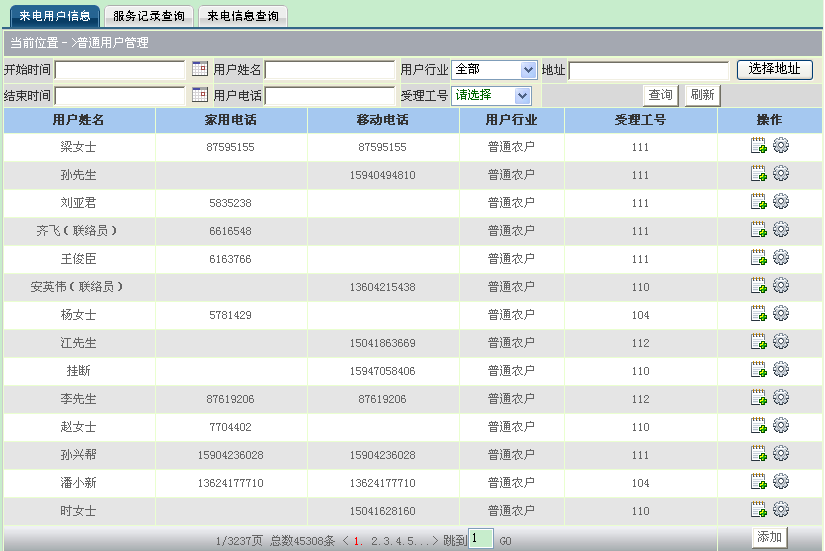 来电用户信息 服务记录查询 来电信息查询
当前位置－>普通用户管理
开始时间 用户姓名 用户行业 全部 地址 选择地址
结束时间 用户电话 受理工号 请选择 查询 刷新
用户姓名 家用电话 移动电话 用户行业 受理工号 操作
梁女士 87595155 87595155 普通农户 111
孙先生 15940494810 普通农户 111
刘亚君 5835238 普通农户 111
齐飞(联络员) 6616548 普通农户 111
王俊臣 6163766 普通农户 111
安英伟(联络员) 13604215438 普通农户 110
杨女士 5781429 普通农户 104
江先生 15041863669 普通农户 112
挂断 15947058406 普通农户 110
李先生 87619206 87619206 普通农户 112
赵女士 7704402 普通农户 110
孙兴帮 15904236028 15904236028 普通农户 111
潘小新 13624177710 13624177710 普通农户 104
时女士 15041628160 普通农户 110
1/3237页 总数45308条 < 1. 2.3.4.5...> 跳到 1 GO 添加